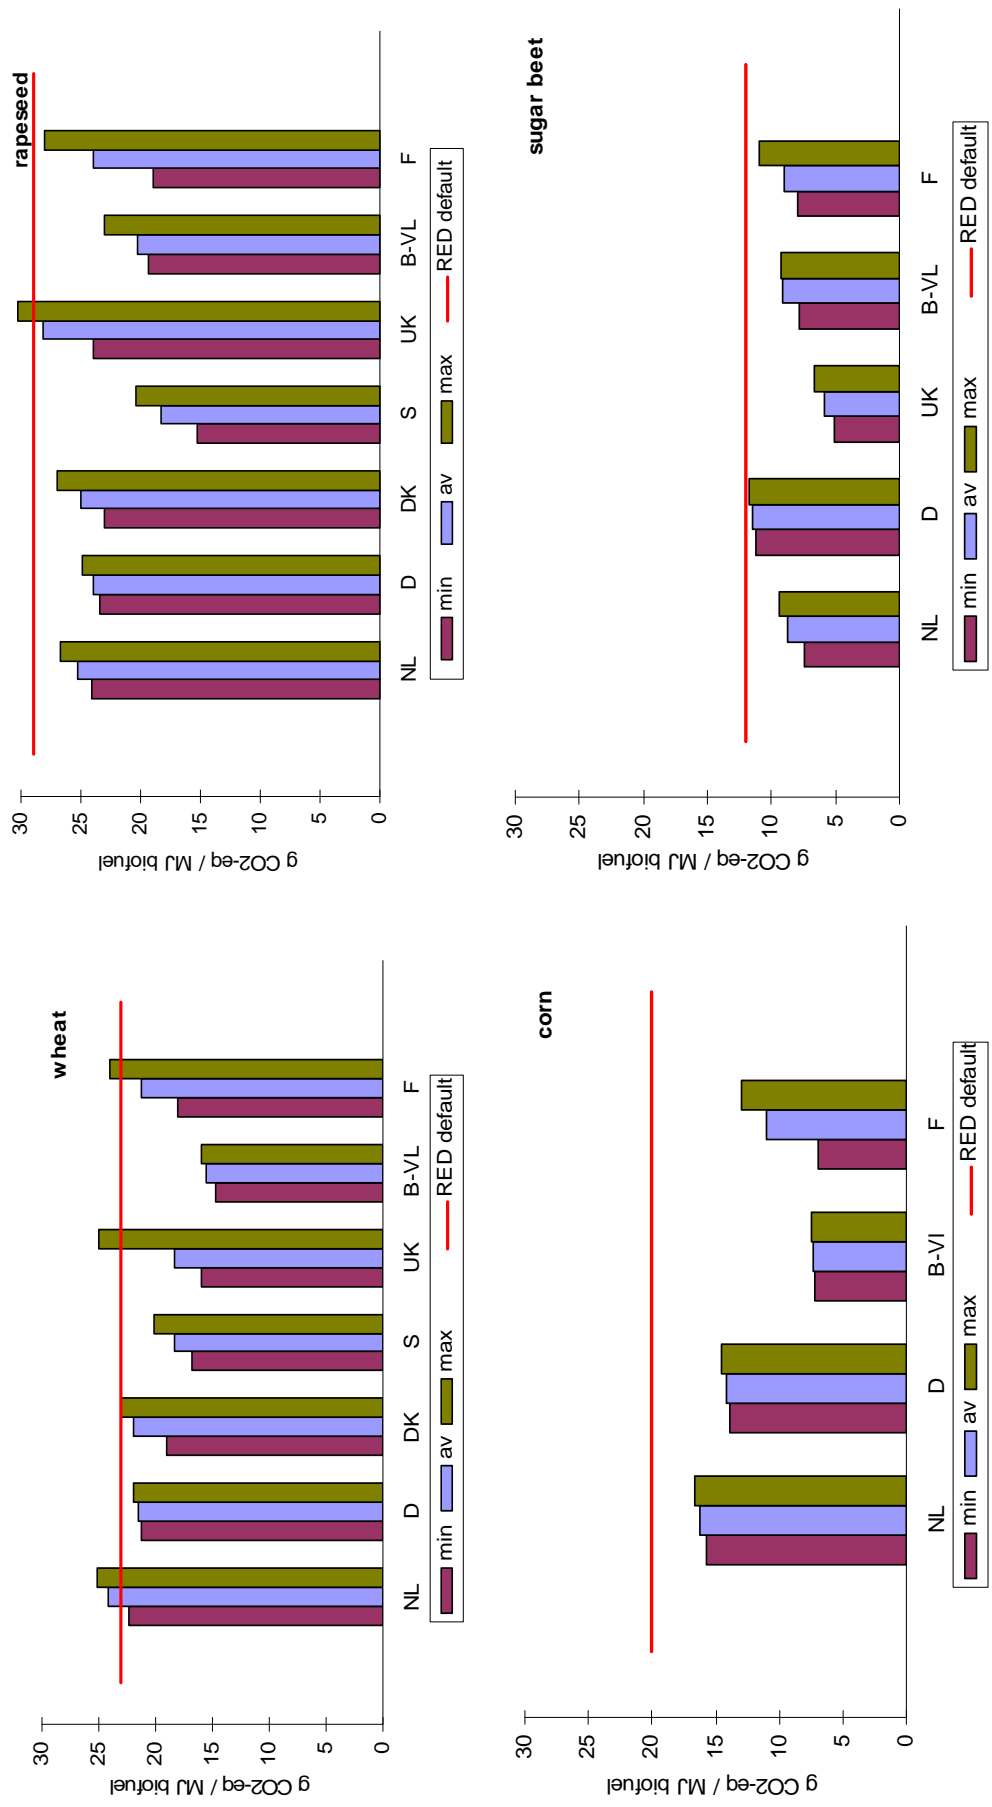 wheat
g CO2-eq / MJ biofuel
30
25
20
15
10
5
0
NL D DK S UK B-VL F
min av max RED default
rapeseed
g CO2-eq / MJ biofuel
30
25
20
15
10
5
0
NL D DK S UK B-VL F
min av max RED default
corn
g CO2-eq / MJ biofuel
30
25
20
15
10
5
0
NL D B-VI F
min av max RED default
sugar beet
g CO2-eq / MJ biofuel
30
25
20
15
10
5
0
NL D UK B-VL F
min av max RED default